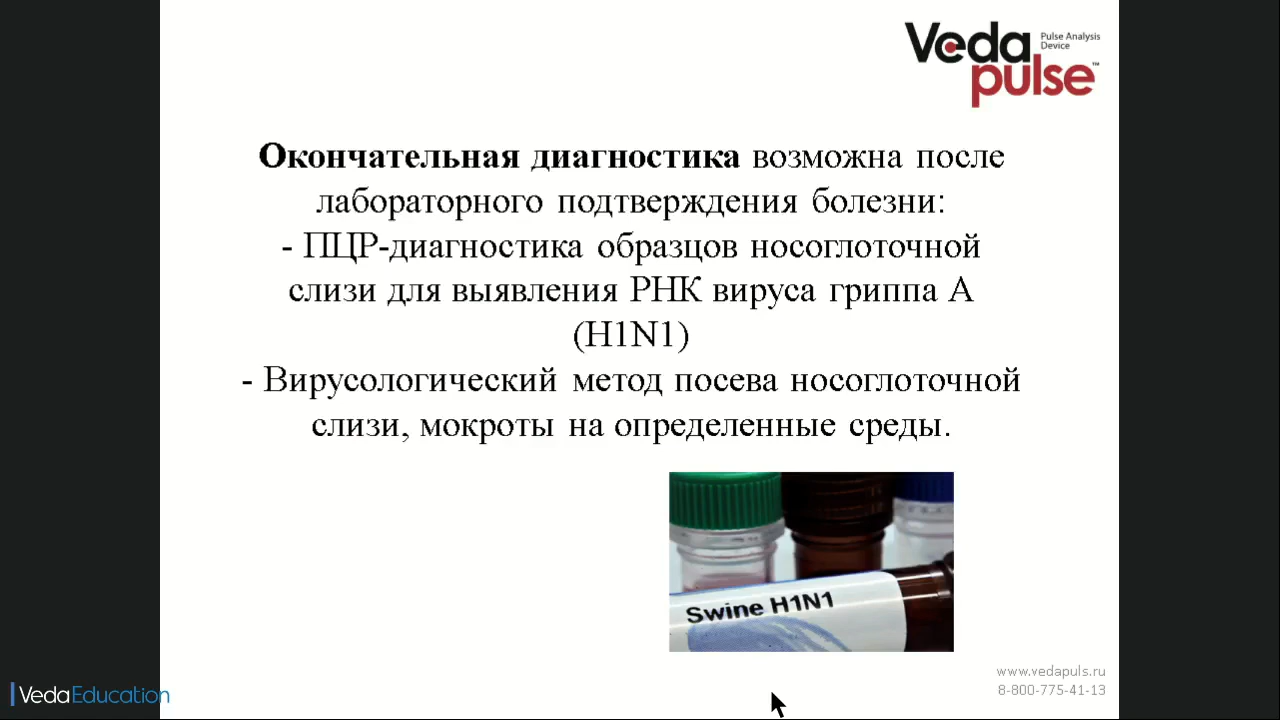 Veda
pulse™
Pulse Analysis
Device
Окончательная диагностика возможна после
лабораторного подтверждения болезни:
- ПЦР-диагностика образцов носоглоточной
слизи для выявления РНК вируса гриппа А
(H1N1)
- Вирусологический метод посева носоглоточной
слизи, мокроты на определенные среды.
Swine H1N1
www.vedapuls.ru
8-800-775-41-13
VedaEducation